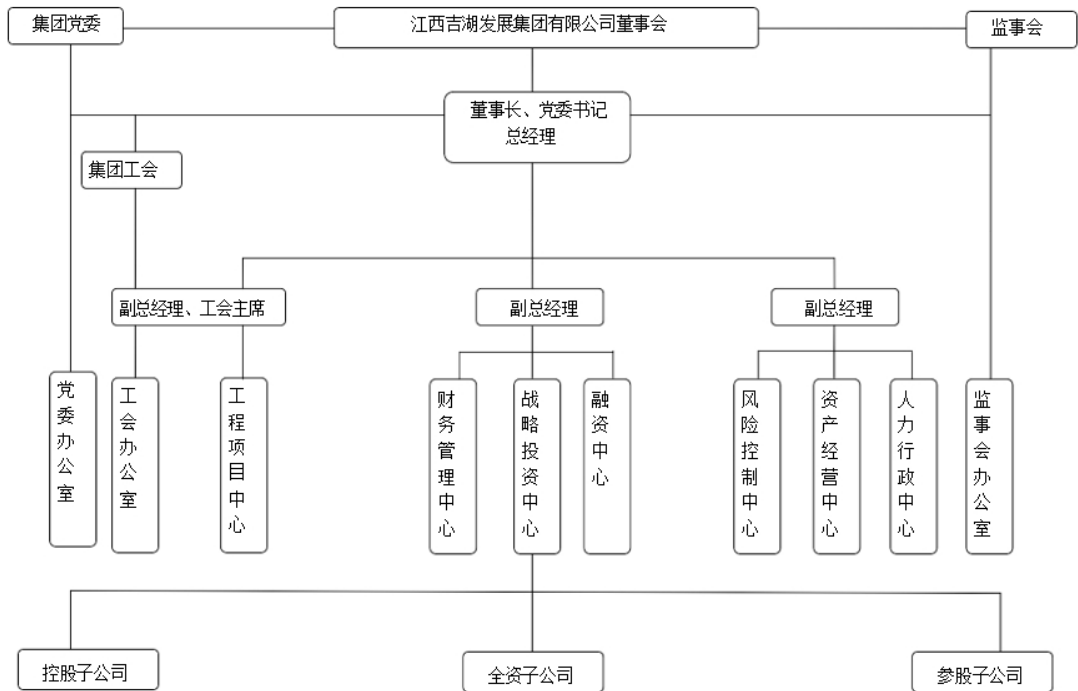 集团党委
江西吉湖发展集团有限公司董事会
监事会
董事长、党委书记
总经理
集团工会
副总经理、工会主席
副总经理
副总经理
党委办公室
工会办公室
工程项目中心
财务管理中心
战略投资中心
融资中心
风险控制中心
资产经营中心
人力行政中心
监事会办公室
控股子公司
全资子公司
参股子公司